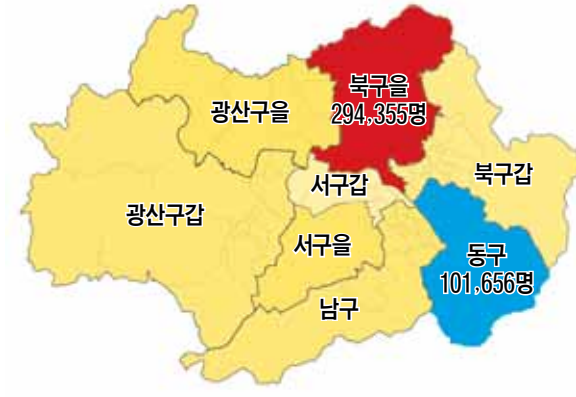 북구을
294,355명
광산구을
서구갑
북구갑
광산구갑
서구을
동구
101,656명
남구